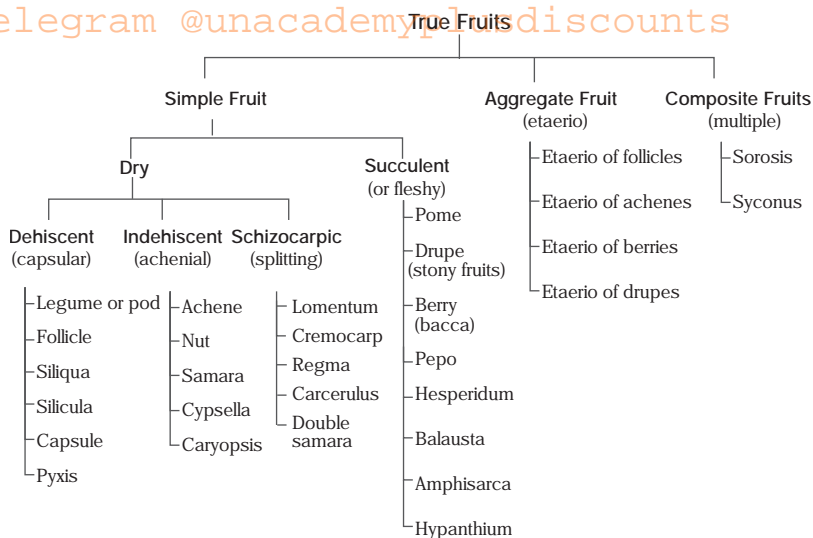 elegram @unacademyplusdiscounts
True Fruits
Simple Fruit
Aggregate Fruit
(etaerio)
Composite Fruits
(multiple)
Dry
Succulent
(or fleshy)
Dehiscent
(capsular)
Indehiscent
(achenial)
Schizocarpic
(splitting)
Legume or pod
Follicle
Siliqua
Silicula
Capsule
Pyxis
Achene
Nut
Samara
Cypsella
Caryopsis
Lomentum
Cremocarp
Regma
Carcerulus
Double
samara
Pome
Drupe
(stony fruits)
Berry
(bacca)
Pepo
Hesperidum
Balausta
Amphisarca
Hypanthium
Etaerio of follicles
Etaerio of achenes
Etaerio of berries
Etaerio of drupes
Sorosis
Syconus